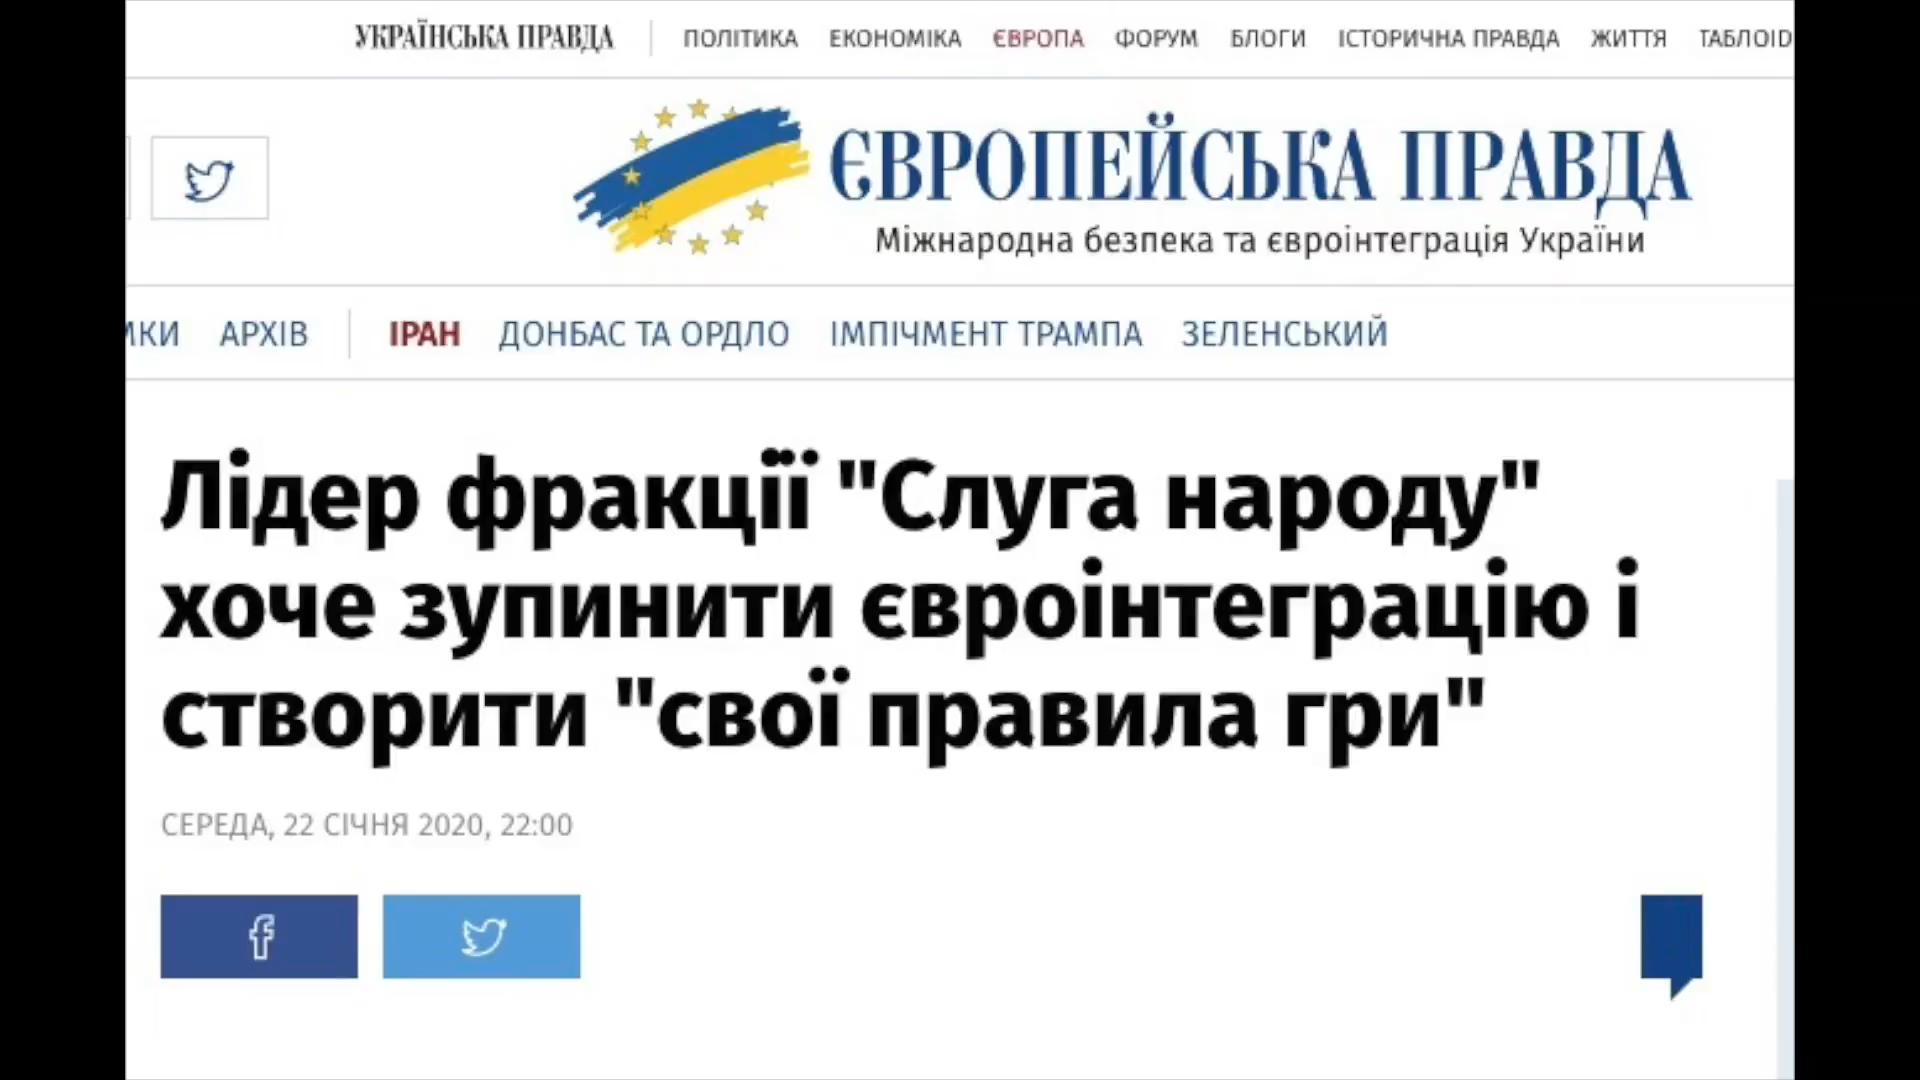 УКРАЇНСЬКА ПРАВДА ПОЛІТИКА ЕКОНОМІКА ЄВРОПА ФОРУМ БЛОГИ ІСТОРИЧНА ПРАВДА ЖИТТЯ ТАБЛОID
ЄВРОПЕЙСЬКА ПРАВДА
Міжнародна безпека та євроінтеграція України
МКИ АРХІВ ІРАН ДОНБАС ТА ОРДЛО ІМПІЧМЕНТ ТРАМПА ЗЕЛЕНСЬКИЙ
Лідер фракції "Слуга народу"
хоче зупинити євроінтеграцію і
створити "свої правила гри"
СЕРЕДА, 22 СІЧНЯ 2020, 22:00